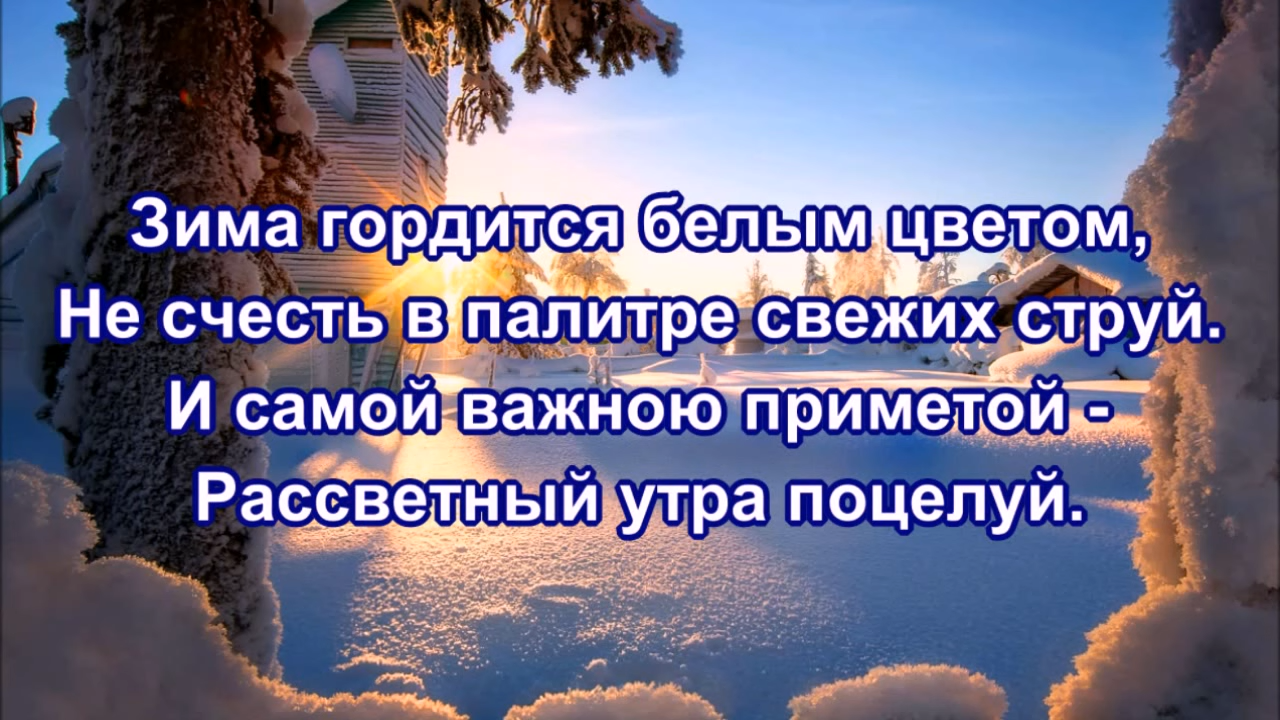 Зима гордится белым цветом,
Не счесть в палитре свежих струй.
И самой важною приметой -
Рассветный утра поцелуй.